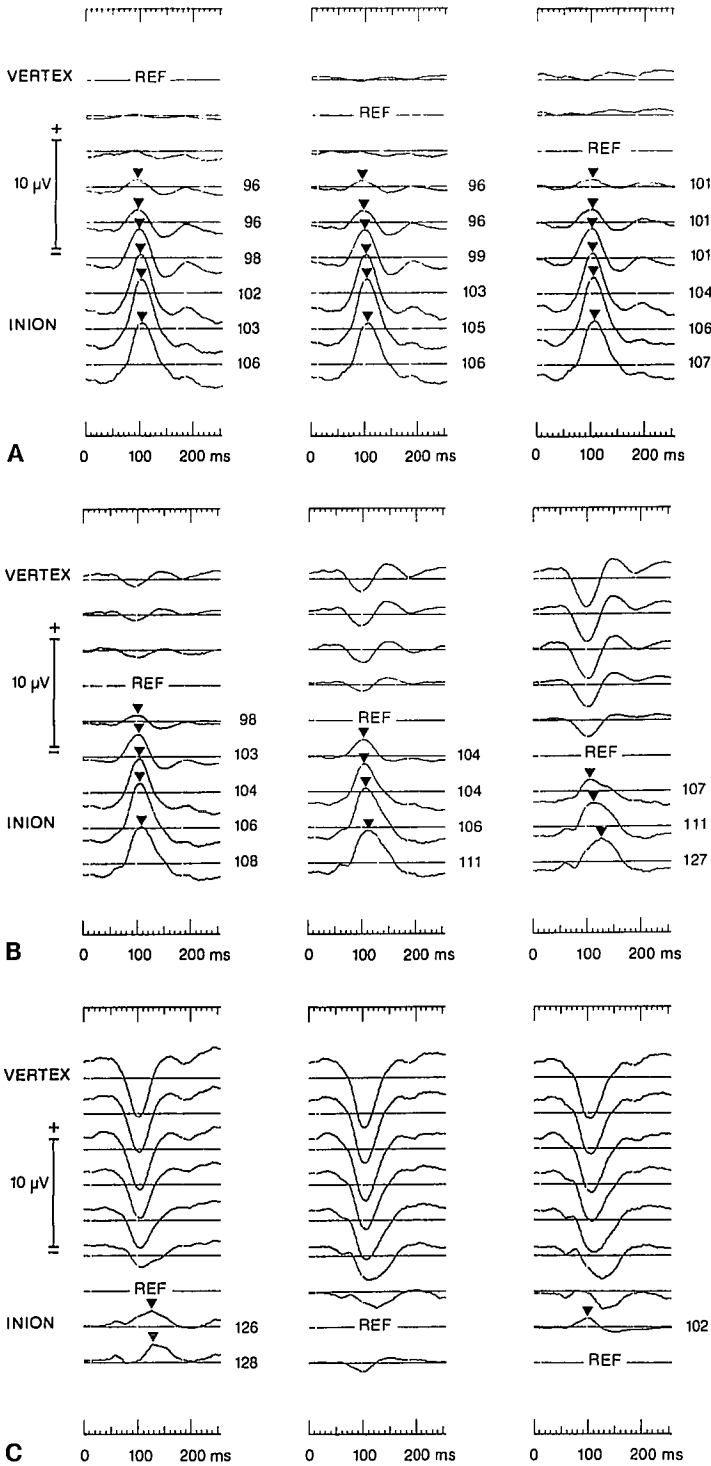 VERTEX REF
+ REF
10 µV REF
96 96 101
96 96 101
= 98 99 101
102 103 104
INION 103 105 106
106 106 107
A 0 100 200 ms 0 100 200 ms 0 100 200 ms
VERTEX
+
10 µV REF
98 REF
= 103 104 REF
104 104 107
INION 106 106 111
108 111 127
B 0 100 200 ms 0 100 200 ms 0 100 200 ms
VERTEX
+
10 µV
=
REF
INION 126 REF 102
128 REF
C 0 100 200 ms 0 100 200 ms 0 100 200 ms